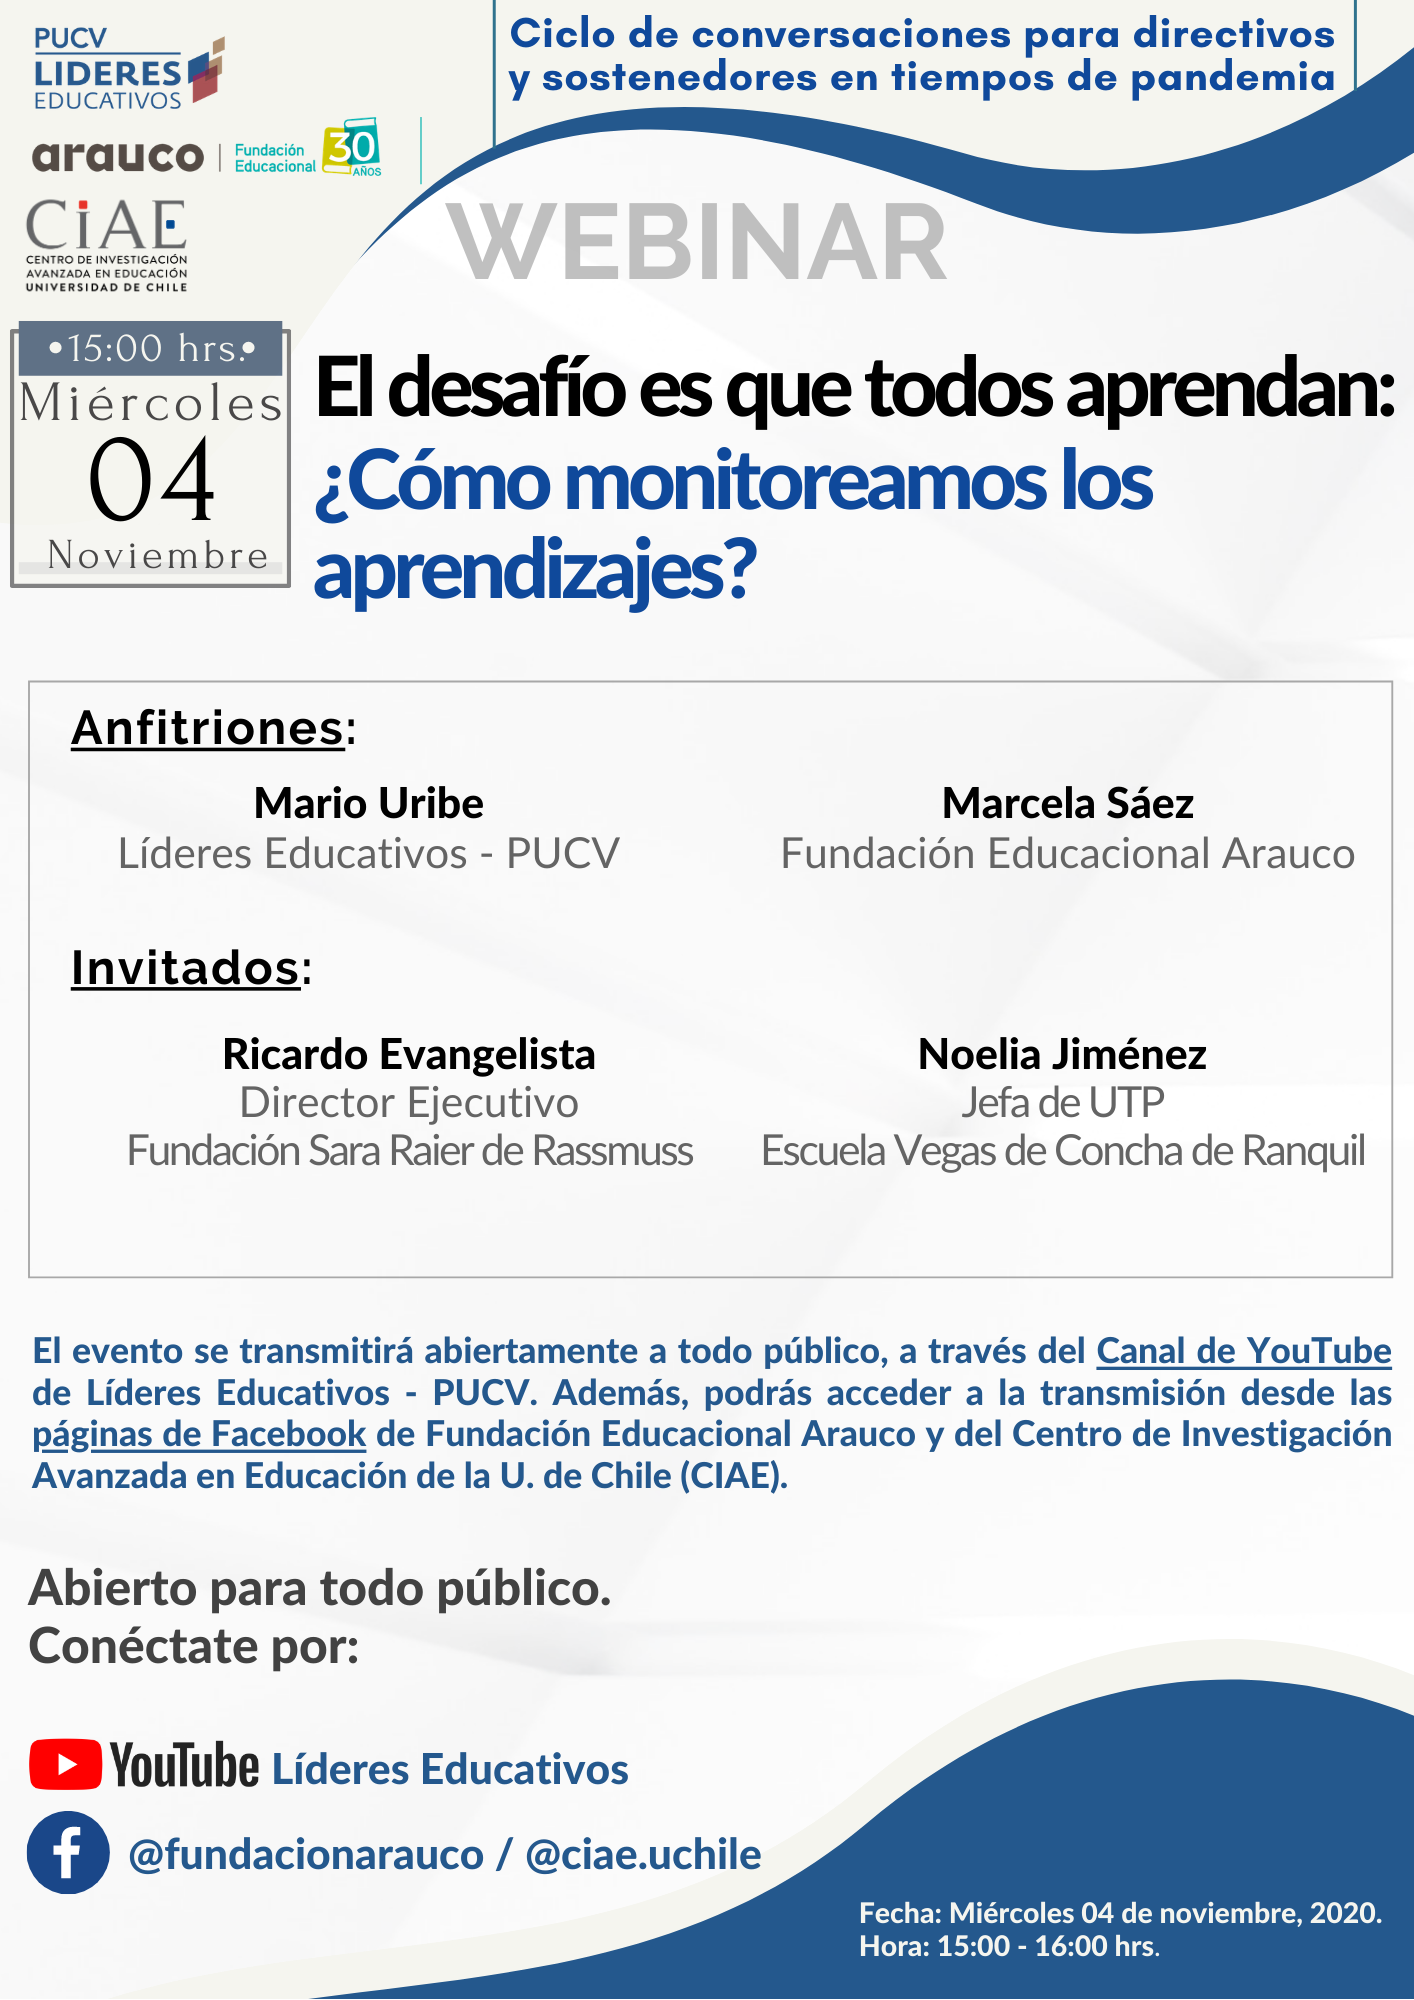 PUCV
LIDERES
EDUCATIVOS
arauco
Fundación
Educacional
30
AÑOS
CiAE
CENTRO DE INVESTIGACIÓN
AVANZADA EN EDUCACIÓN
UNIVERSIDAD DE CHILE
Ciclo de conversaciones para directivos
y sostenedores en tiempos de pandemia
WEBINAR
•15:00 hrs.•
Miércoles
04
Noviembre
El desafío es que todos aprendan:
¿Cómo monitoreamos los
aprendizajes?
Anfitriones:
Mario Uribe
Líderes Educativos - PUCV
Marcela Sáez
Fundación Educacional Arauco
Invitados:
Ricardo Evangelista
Director Ejecutivo
Fundación Sara Raier de Rassmuss
Noelia Jiménez
Jefa de UTP
Escuela Vegas de Concha de Ranquil
El evento se transmitirá abiertamente a todo público, a través del Canal de YouTube
de Líderes Educativos - PUCV. Además, podrás acceder a la transmisión desde las
páginas de Facebook de Fundación Educacional Arauco y del Centro de Investigación
Avanzada en Educación de la U. de Chile (CIAE).
Abierto para todo público.
Conéctate por:
YouTube Líderes Educativos
f @fundacionarauco / @ciae.uchile
Fecha: Miércoles 04 de noviembre, 2020.
Hora: 15:00 - 16:00 hrs.